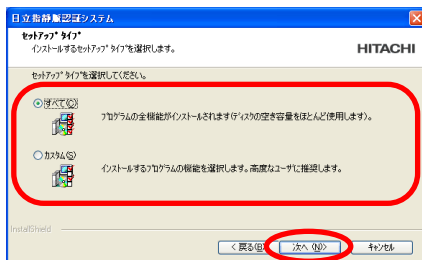 日立指静脈認証システム
セットアップ タイプ
インストールするセットアップ タイプを選択します。
HITACHI
セットアップ タイプを選択してください。
すべて(C)
プログラムの全機能がインストールされます(ディスクの空き容量をほとんど使用します)。
カスタム(S)
インストールするプログラムの機能を選択します。高度なユーザに推奨します。
InstallShield
< 戻る(B)
次へ (N)>
キャンセル